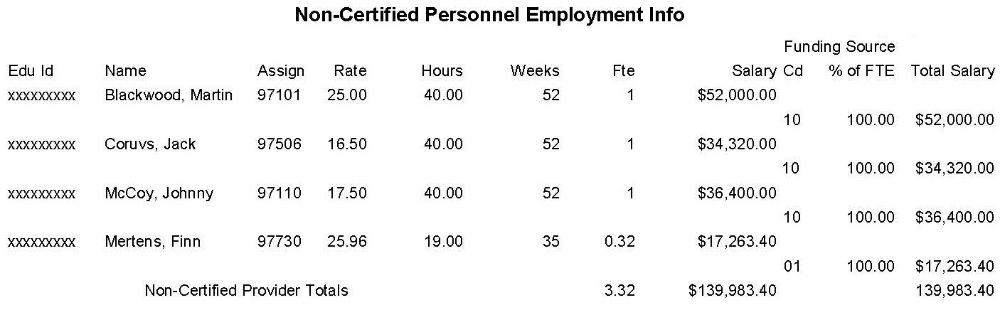 Non-Certified Personnel Employment Info
Funding Source
Edu Id Name Assign Rate Hours Weeks Fte Salary Cd % of FTE Total Salary
xxxxxxxxx Blackwood, Martin 97101 25.00 40.00 52 1 $52,000.00
10 100.00 $52,000.00
xxxxxxxxx Coruvs, Jack 97506 16.50 40.00 52 1 $34,320.00
10 100.00 $34,320.00
xxxxxxxxx McCoy, Johnny 97110 17.50 40.00 52 1 $36,400.00
10 100.00 $36,400.00
xxxxxxxxx Mertens, Finn 97730 25.96 19.00 35 0.32 $17,263.40
01 100.00 $17,263.40
Non-Certified Provider Totals 3.32 $139,983.40 139,983.40